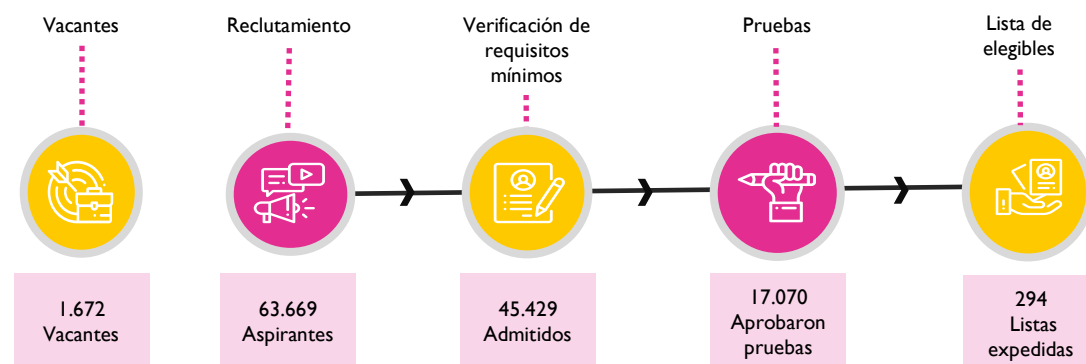 Vacantes
Reclutamiento
Verificación de
requisitos
mínimos
Pruebas
Lista de
elegibles
1.672
Vacantes
63.669
Aspirantes
45.429
Admitidos
17.070
Aprobaron
pruebas
294
Listas
expedidas